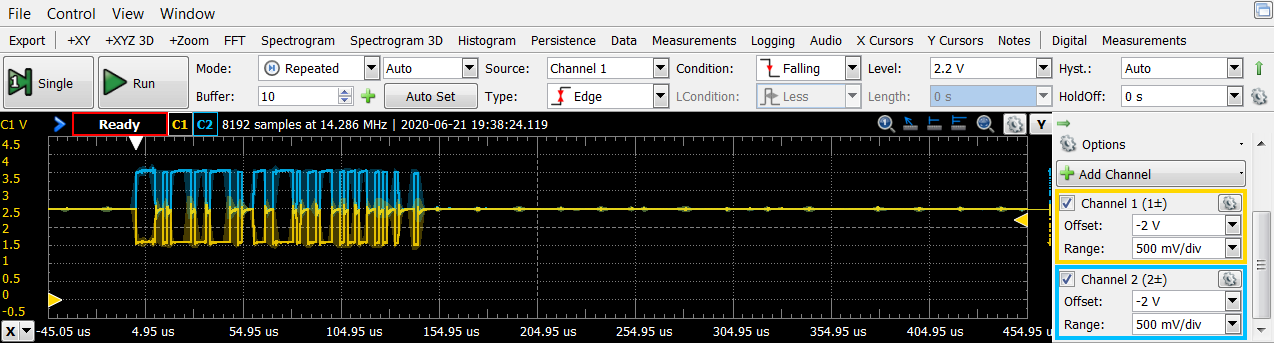 File Control View Window
Export +XY +XYZ 3D +Zoom FFT Spectrogram Spectrogram 3D Histogram Persistence Data Measurements Logging Audio X Cursors Y Cursors Notes Digital Measurements
1 Single Run Mode: Repeated Auto Source: Channel 1 Condition: Falling Level: 2.2 V Hyst.: Auto
Buffer: 10 Auto Set Type: Edge LCondition: Less Length: 0 s HoldOff: 0 s
C1 V Ready C1 C2 8192 samples at 14.286 MHz | 2020-06-21 19:38:24.119 Y
4.5
4
3.5
3
2.5
2
1.5
1
0.5
0
-0.5
X -45.05 us 4.95 us 54.95 us 104.95 us 154.95 us 204.95 us 254.95 us 304.95 us 354.95 us 404.95 us 454.95 us
Options
Add Channel
Channel 1 (1±)
Offset: -2 V
Range: 500 mV/div
Channel 2 (2±)
Offset: -2 V
Range: 500 mV/div